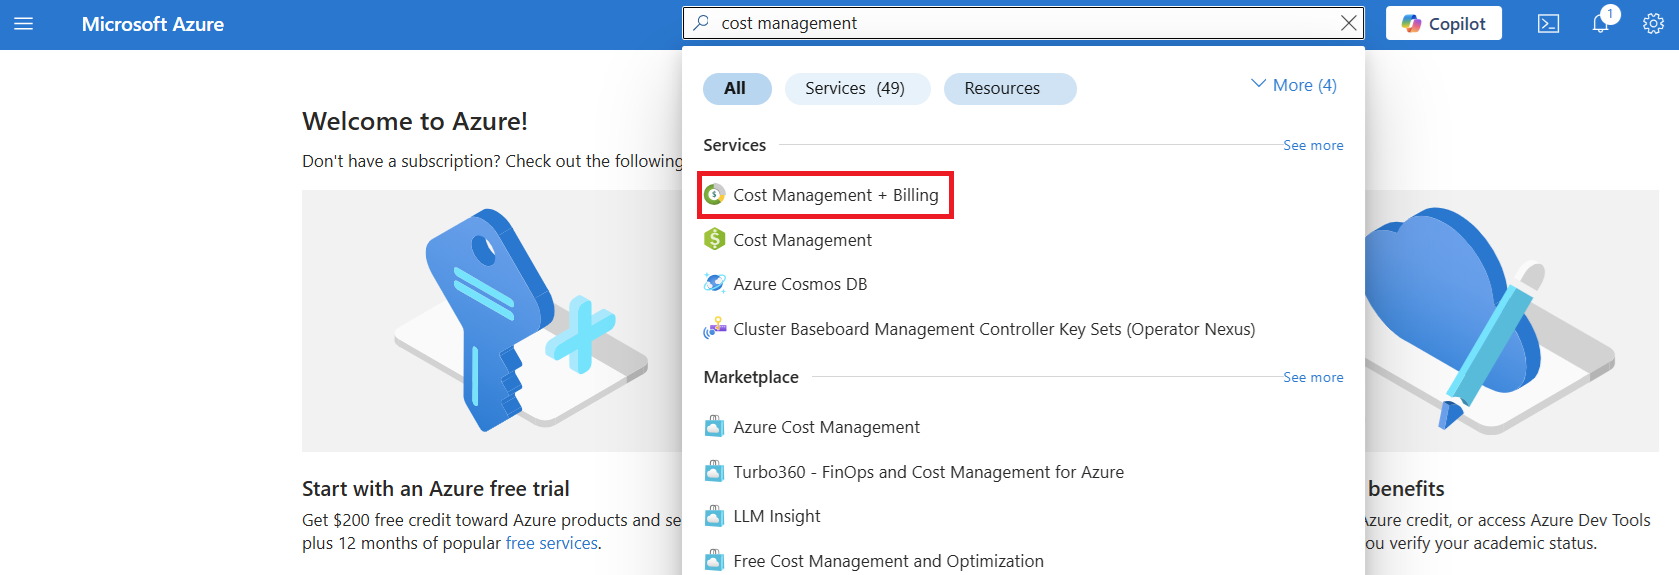 Microsoft Azure
cost management
Copilot
1
All
Services (49)
Resources
More (4)
Welcome to Azure!
Don't have a subscription? Check out the following
Services
See more
Cost Management + Billing
Cost Management
Azure Cosmos DB
Cluster Baseboard Management Controller Key Sets (Operator Nexus)
Marketplace
See more
Azure Cost Management
Turbo360 - FinOps and Cost Management for Azure
LLM Insight
Free Cost Management and Optimization
Start with an Azure free trial
Get $200 free credit toward Azure products and se
plus 12 months of popular free services.
benefits
Azure credit, or access Azure Dev Tools
ou verify your academic status.